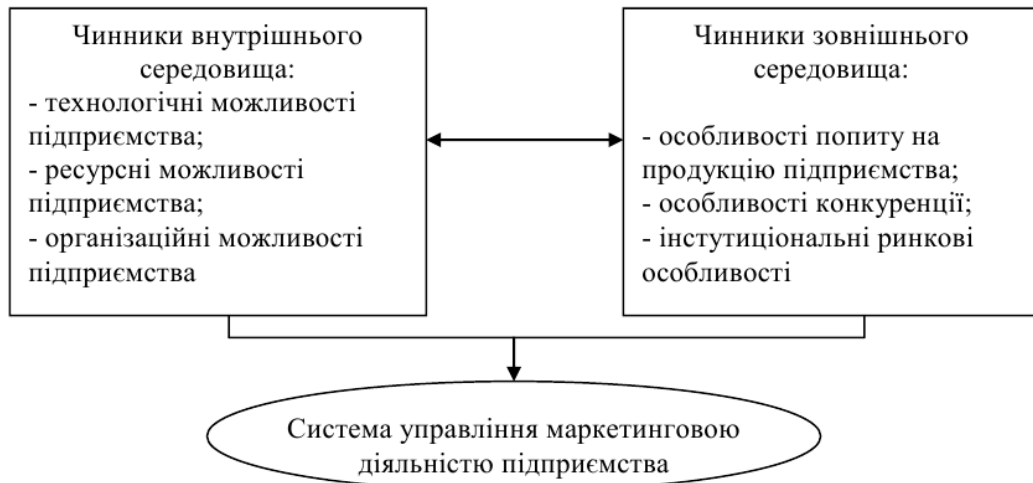 Чинники внутрішнього
середовища:
- технологічні можливості
підприємства;
- ресурсні можливості
підприємства;
- організаційні можливості
підприємства
Чинники зовнішнього
середовища:
- особливості попиту на
продукцію підприємства;
- особливості конкуренції;
- інстутиціональні ринкові
особливості
Система управління маркетинговою
діяльністю підприємства